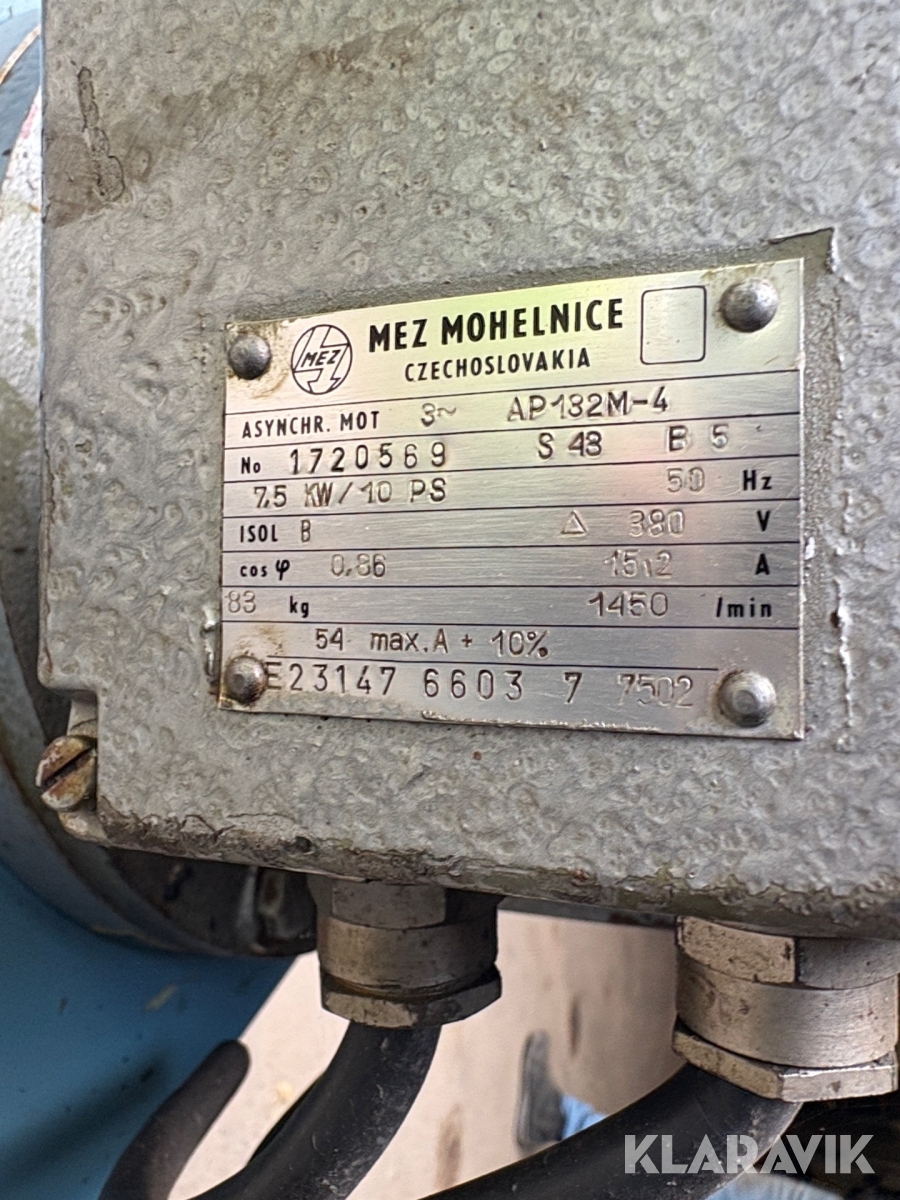 MEZ
MEZ MOHELNICE
CZECHOSLOVAKIA
ASYNCHR. MOT 3~ AP132M-4
No 1720569 S 43 B 5
7,5 KW/10 PS 50 Hz
ISOL B △ 380 V
cos φ 0,86 15,2 A
83 kg 1450 /min
54 max. A + 10%
E23147 6603 7 7502
KLARAVIK